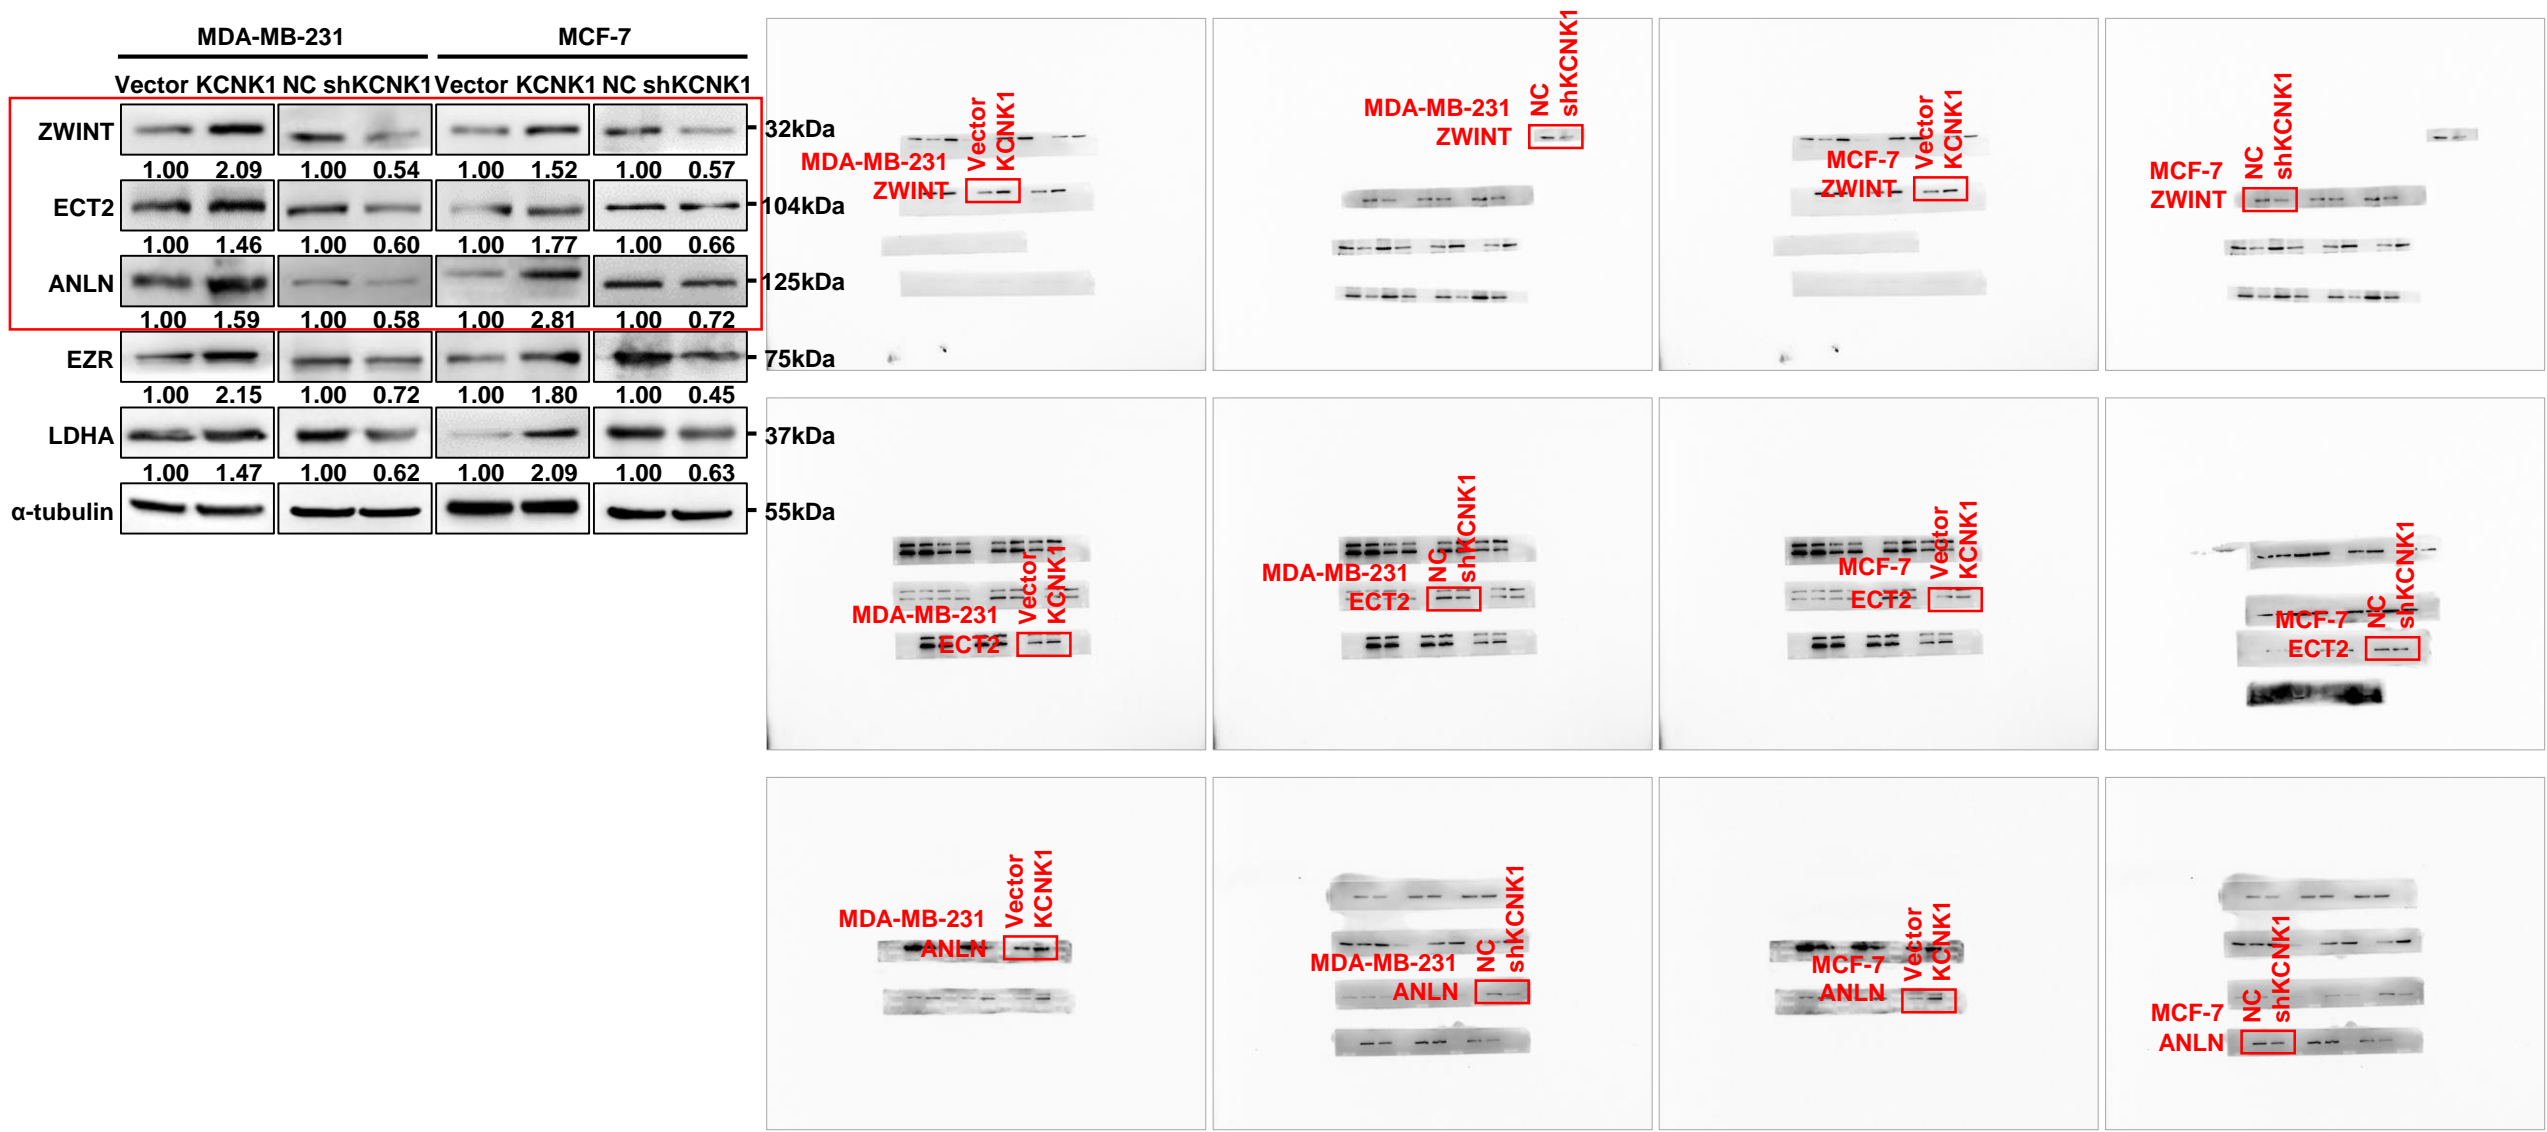 MDA-MB-231 MCF-7
Vector KCNK1 NC shKCNK1 Vector KCNK1 NC shKCNK1
ZWINT 32kDa
1.00 2.09 1.00 0.54 1.00 1.52 1.00 0.57
ECT2 104kDa
1.00 1.46 1.00 0.60 1.00 1.77 1.00 0.66
ANLN 125kDa
1.00 1.59 1.00 0.58 1.00 2.81 1.00 0.72
EZR 75kDa
1.00 2.15 1.00 0.72 1.00 1.80 1.00 0.45
LDHA 37kDa
1.00 1.47 1.00 0.62 1.00 2.09 1.00 0.63
α-tubulin 55kDa
Vector
KCNK1
MDA-MB-231
ZWINT
NC
shKCNK1
MDA-MB-231
ZWINT
Vector
KCNK1
MCF-7
ZWINT
NC
shKCNK1
MCF-7
ZWINT
Vector
KCNK1
MDA-MB-231
ECT2
NC
shKCNK1
MDA-MB-231
ECT2
Vector
KCNK1
MCF-7
ECT2
NC
shKCNK1
MCF-7
ECT2
Vector
KCNK1
MDA-MB-231
ANLN
NC
shKCNK1
MDA-MB-231
ANLN
Vector
KCNK1
MCF-7
ANLN
NC
shKCNK1
MCF-7
ANLN